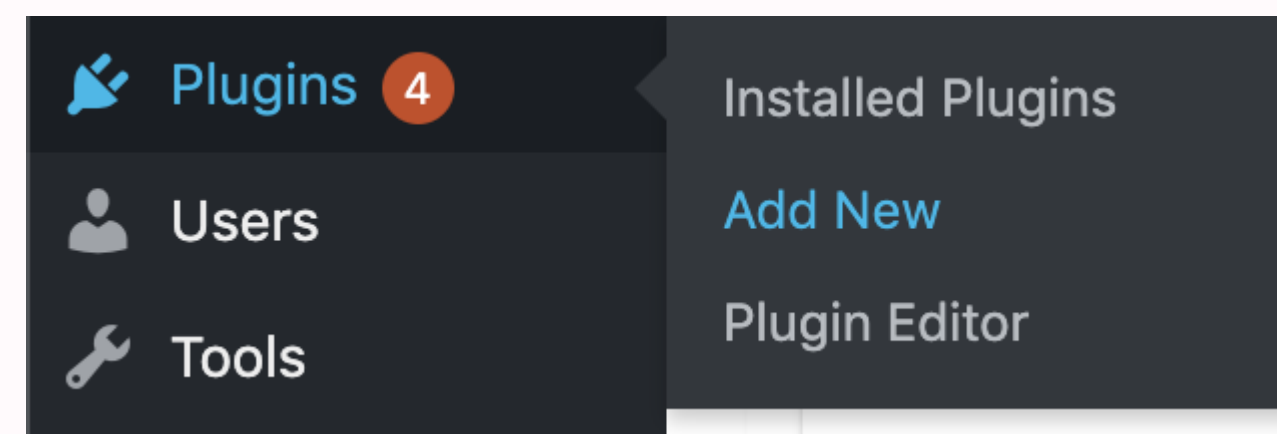 Plugins 4
Users
Tools
Installed Plugins
Add New
Plugin Editor